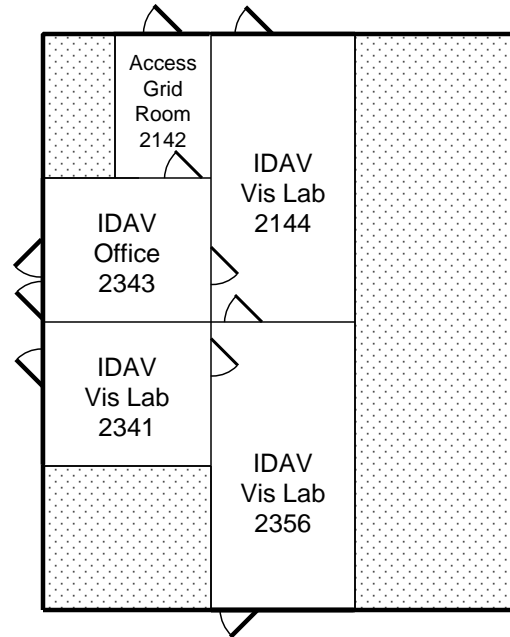 Access
Grid
Room
2142
IDAV
Vis Lab
2144
IDAV
Office
2343
IDAV
Vis Lab
2341
IDAV
Vis Lab
2356